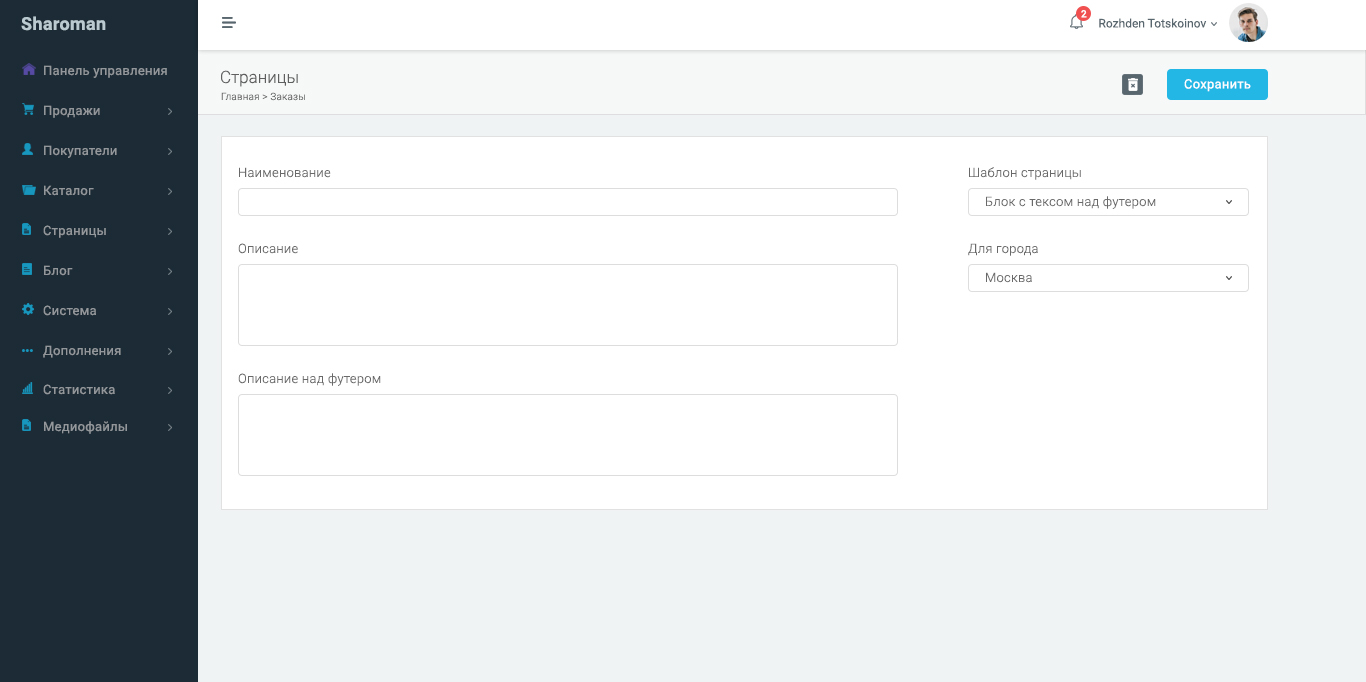 Sharoman
Панель управления
Продажи
Покупатели
Каталог
Страницы
Блог
Система
Дополнения
Статистика
Медиофайлы
2
Rozhden Totskoinov
Страницы
Главная > Заказы
Сохранить
Наименование
Описание
Описание над футером
Шаблон страницы
Блок с тексом над футером
Для города
Москва